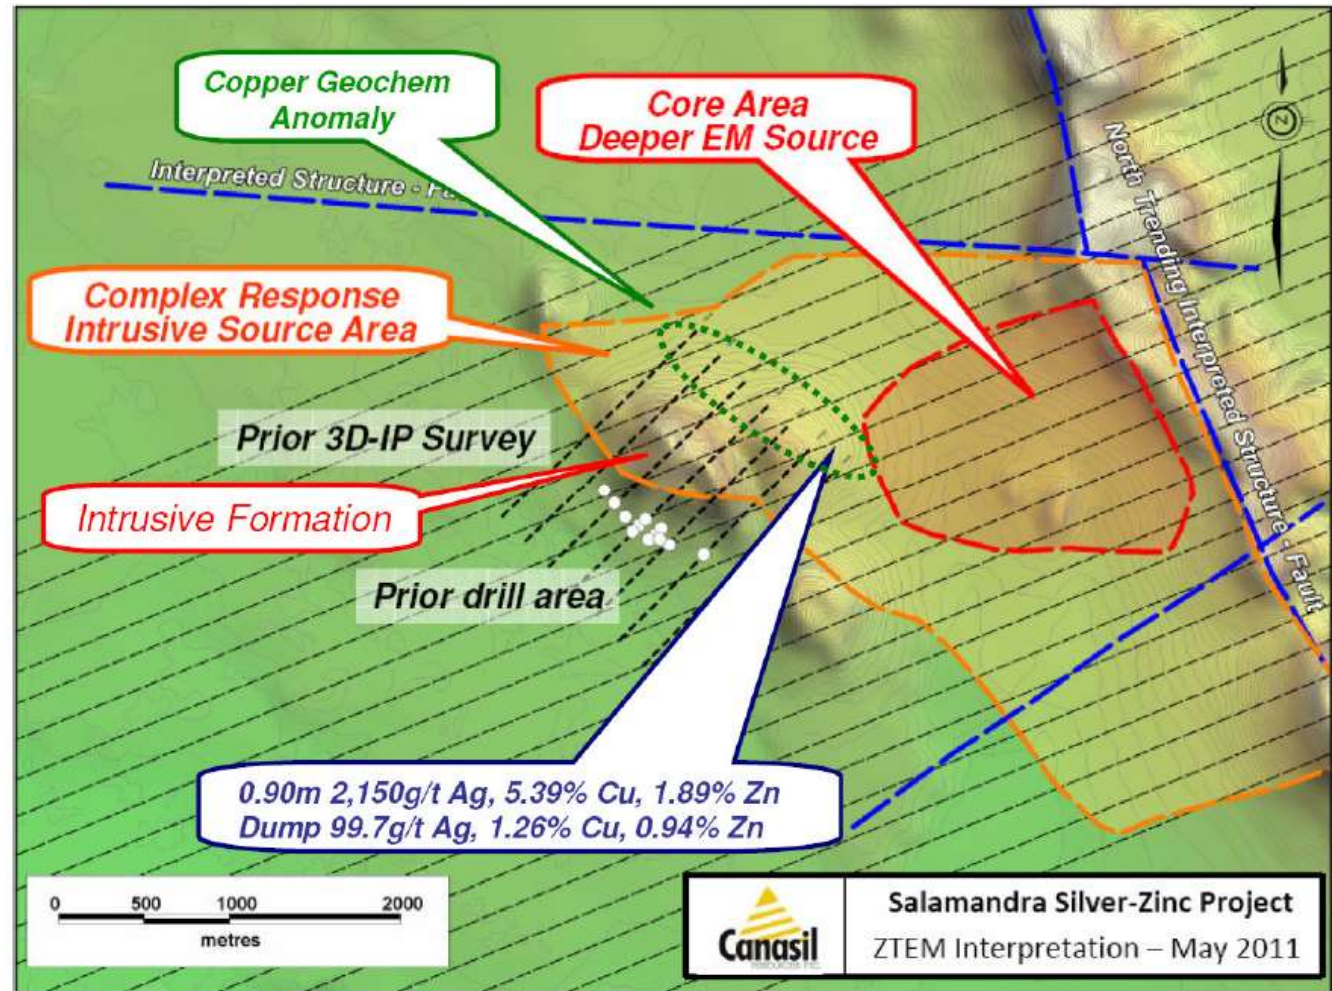 Copper Geochem
Anomaly
Core Area
Deeper EM Source
Interpreted Structure - Fau
North Trending Interpreted Structure - Fault
Complex Response
Intrusive Source Area
Prior 3D-IP Survey
Intrusive Formation
Prior drill area
0.90m 2,150g/t Ag, 5.39% Cu, 1.89% Zn
Dump 99.7g/t Ag, 1.26% Cu, 0.94% Zn
0 500 1000 2000
metres
Canasil
RESOURCES INC.
Salamandra Silver-Zinc Project
ZTEM Interpretation – May 2011
N